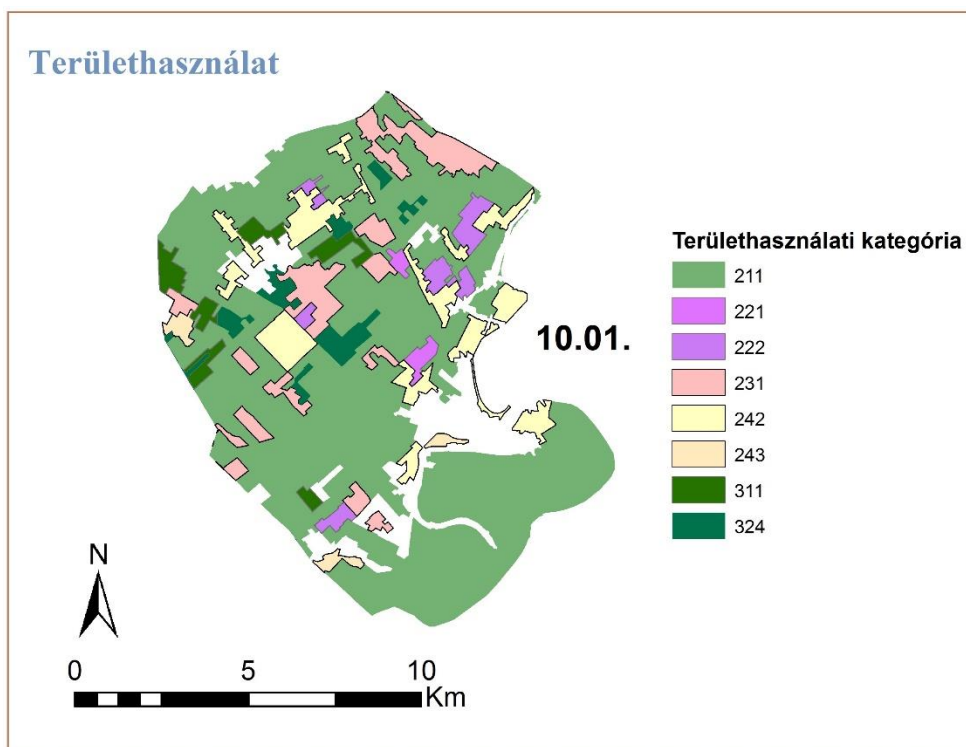 Területhasználat
10.01.
Területhasználati kategória
211
221
222
231
242
243
311
324
N
0 5 10
Km